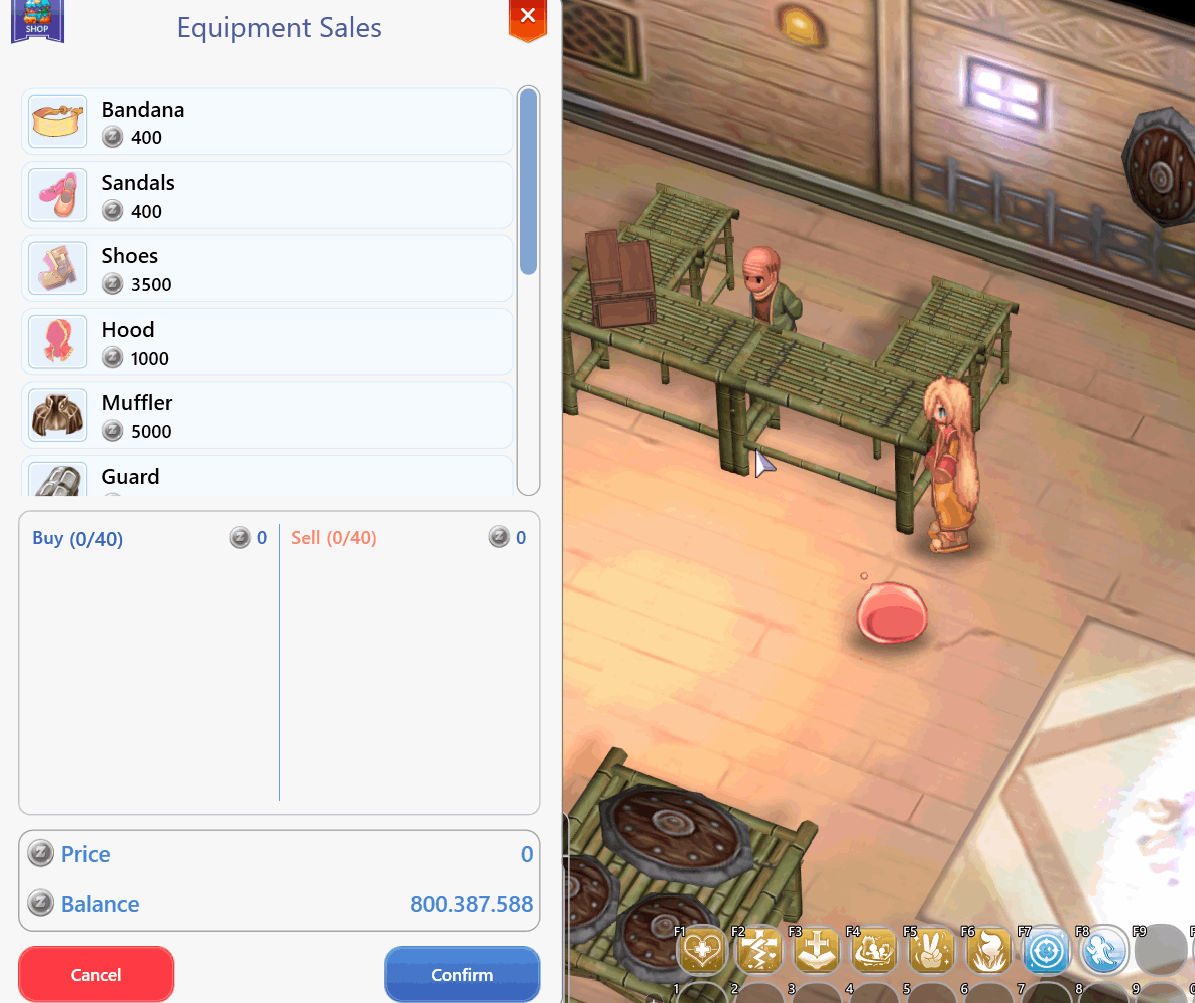 SHOP
Equipment Sales
Bandana
400
Sandals
400
Shoes
3500
Hood
1000
Muffler
5000
Guard
Buy (0/40) 0 Sell (0/40) 0
Price 0
Balance 800.387.588
Cancel Confirm
F1 F2 F3 F4 F5 F6 F7 F8 F9
1 2 3 4 5 6 7 8 9